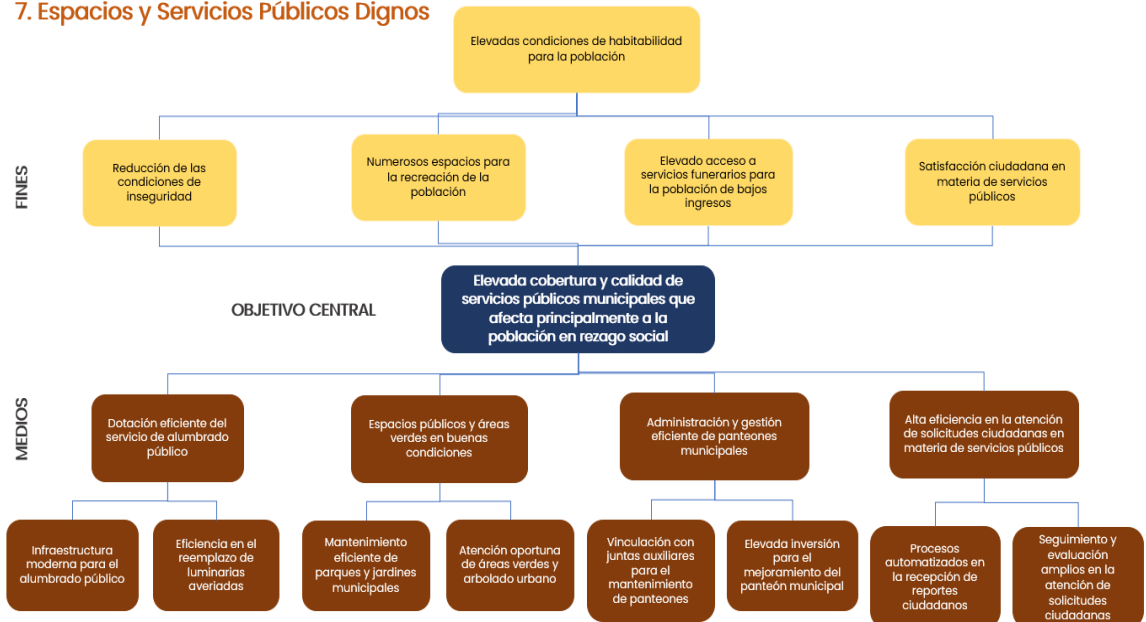 7. Espacios y Servicios Públicos Dignos
Elevadas condiciones de habitabilidad
para la población
FINES
Reducción de las
condiciones de
inseguridad
Numerosos espacios para
la recreación de la
población
Elevado acceso a
servicios funerarios para
la población de bajos
ingresos
Satisfacción ciudadana en
materia de servicios
públicos
OBJETIVO CENTRAL
Elevada cobertura y calidad de
servicios públicos municipales que
afecta principalmente a la
población en rezago social
MEDIOS
Dotación eficiente del
servicio de alumbrado
público
Espacios públicos y áreas
verdes en buenas
condiciones
Administración y gestión
eficiente de panteones
municipales
Alta eficiencia en la atención
de solicitudes ciudadanas en
materia de servicios públicos
Infraestructura
moderna para el
alumbrado público
Eficiencia en el
reemplazo de
luminarias
averiadas
Mantenimiento
eficiente de
parques y jardines
municipales
Atención oportuna
de áreas verdes y
arbolado urbano
Vinculación con
juntas auxiliares
para el
mantenimiento
de panteones
Elevada inversión
para el
mejoramiento del
panteón municipal
Procesos
automatizados en
la recepción de
reportes
ciudadanos
Seguimiento y
evaluación
amplios en la
atención de
solicitudes
ciudadanas